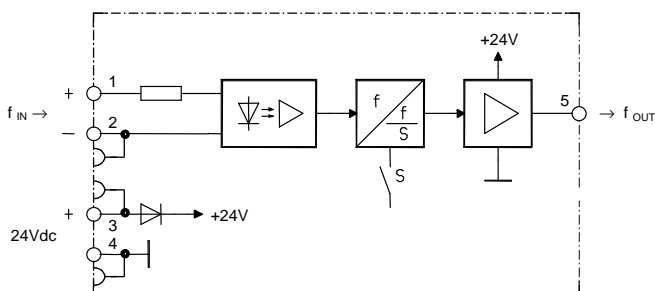 +24V
+ 1
f IN →
f
f
S
5
→ f OUT
− 2
S
+
3
+24V
24Vdc
4